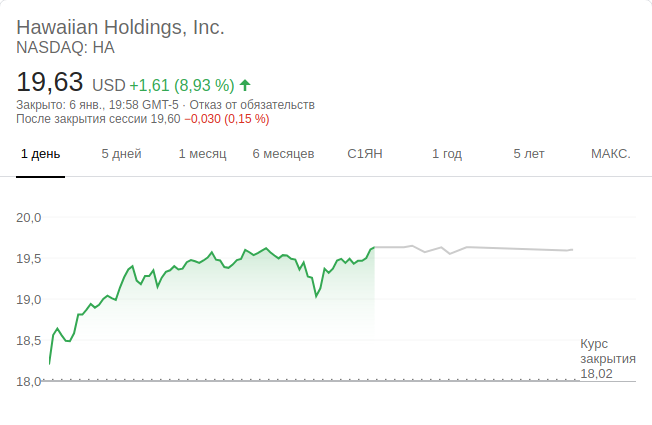 Hawaiian Holdings, Inc.
NASDAQ: HA
19,63 USD +1,61 (8,93 %)
Закрыто: 6 янв., 19:58 GMT-5 · Отказ от обязательств
После закрытия сессии 19,60 −0,030 (0,15 %)
1 день 5 дней 1 месяц 6 месяцев С1ЯН 1 год 5 лет МАКС.
20,0
19,5
19,0
18,5
Курс
закрытия
18,02
18,0